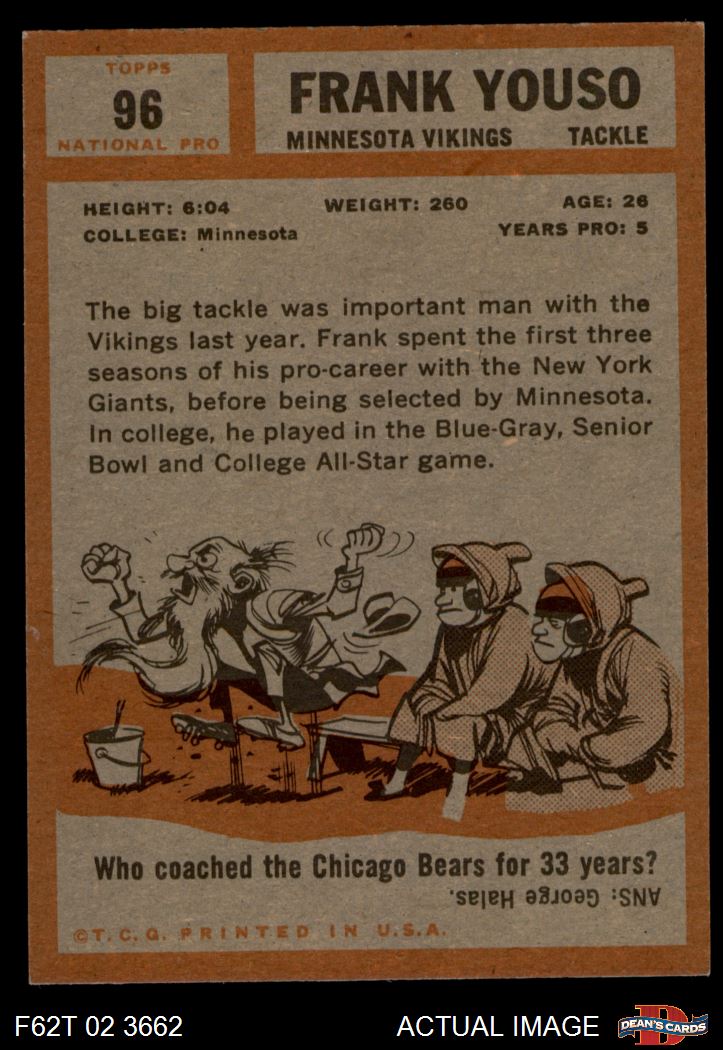 TOPPS
96
NATIONAL PRO
FRANK YOUSO
MINNESOTA VIKINGS TACKLE
HEIGHT: 6:04 WEIGHT: 260 AGE: 26
COLLEGE: Minnesota YEARS PRO: 5
The big tackle was important man with the
Vikings last year. Frank spent the first three
seasons of his pro-career with the New York
Giants, before being selected by Minnesota.
In college, he played in the Blue-Gray, Senior
Bowl and College All-Star game.
Who coached the Chicago Bears for 33 years?
ANS: George Halas.
©T.C.G. PRINTED IN U.S.A.
F62T 02 3662 ACTUAL IMAGE D DEAN'S CARDS